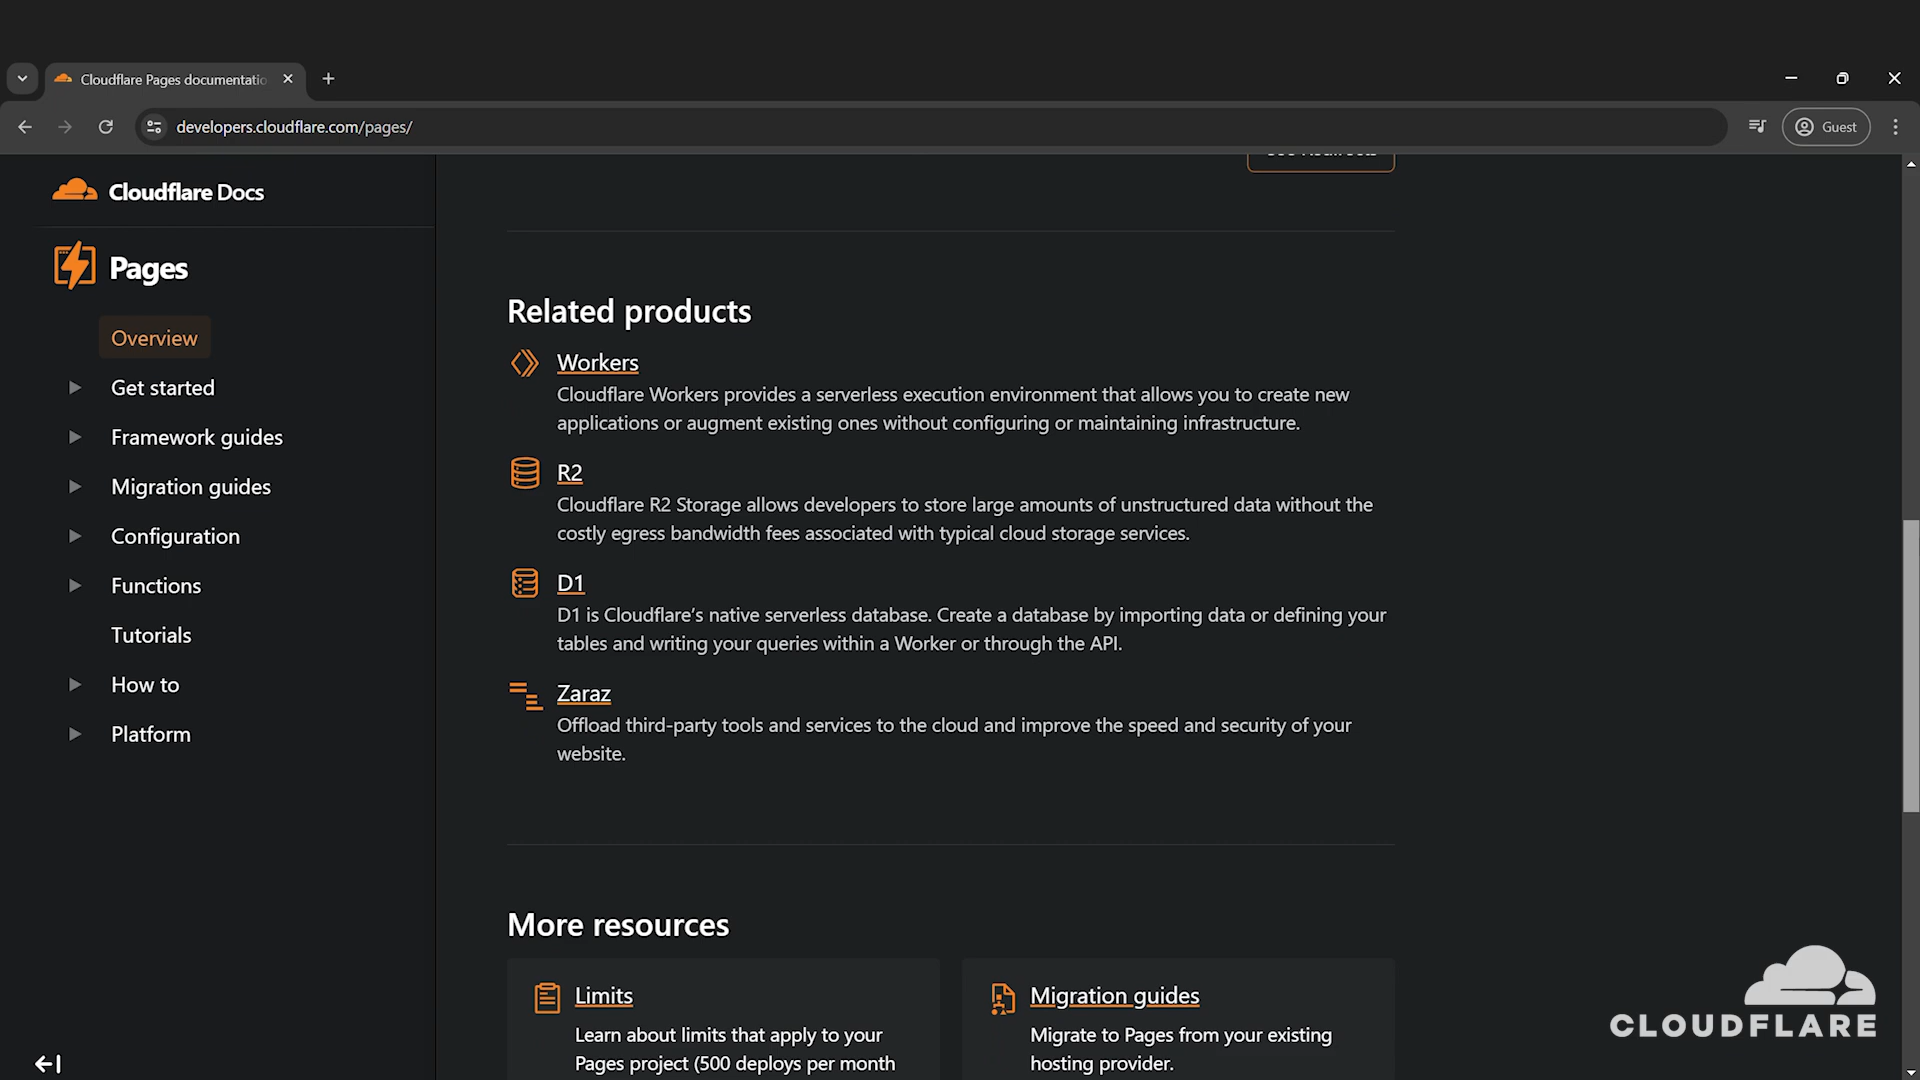 Cloudflare Pages documentatio
developers.cloudflare.com/pages/
Guest
Cloudflare Docs
Pages
Overview
Get started
Framework guides
Migration guides
Configuration
Functions
Tutorials
How to
Platform
Related products
Workers
Cloudflare Workers provides a serverless execution environment that allows you to create new
applications or augment existing ones without configuring or maintaining infrastructure.
R2
Cloudflare R2 Storage allows developers to store large amounts of unstructured data without the
costly egress bandwidth fees associated with typical cloud storage services.
D1
D1 is Cloudflare’s native serverless database. Create a database by importing data or defining your
tables and writing your queries within a Worker or through the API.
Zaraz
Offload third-party tools and services to the cloud and improve the speed and security of your
website.
More resources
Limits
Learn about limits that apply to your
Pages project (500 deploys per month
Migration guides
Migrate to Pages from your existing
hosting provider.
CLOUDFLARE